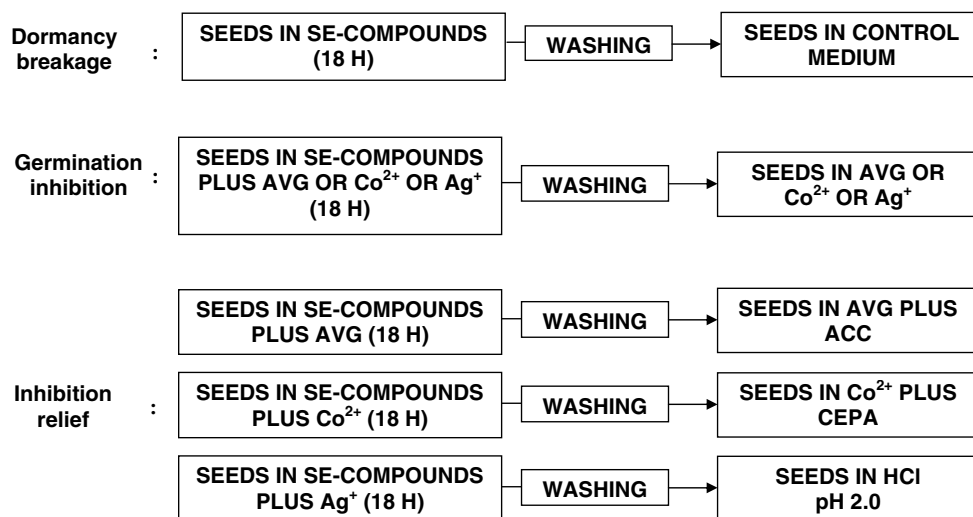 Dormancy
breakage :
SEEDS IN SE-COMPOUNDS
(18 H)
WASHING
SEEDS IN CONTROL
MEDIUM
Germination
inhibition :
SEEDS IN SE-COMPOUNDS
PLUS AVG OR Co²⁺ OR Ag⁺
(18 H)
WASHING
SEEDS IN AVG OR
Co²⁺ OR Ag⁺
Inhibition
relief :
SEEDS IN SE-COMPOUNDS
PLUS AVG (18 H)
WASHING
SEEDS IN AVG PLUS
ACC
SEEDS IN SE-COMPOUNDS
PLUS Co²⁺ (18 H)
WASHING
SEEDS IN Co²⁺ PLUS
CEPA
SEEDS IN SE-COMPOUNDS
PLUS Ag⁺ (18 H)
WASHING
SEEDS IN HCl
pH 2.0